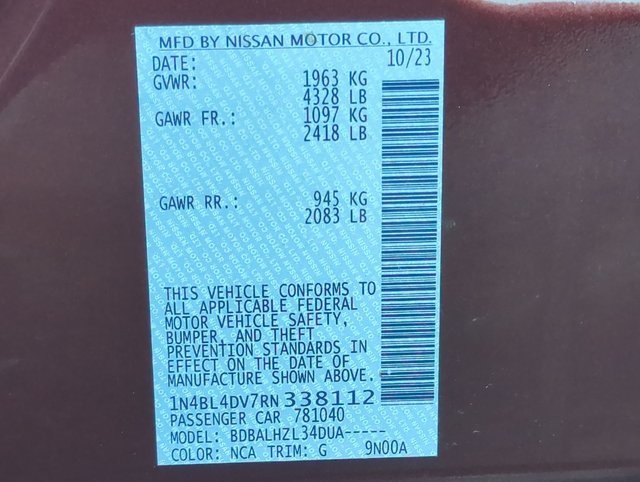 MFD BY NISSAN MOTOR CO., LTD.
DATE: 10/23
GVWR: 1963 KG
4328 LB
GAWR FR.: 1097 KG
2418 LB
GAWR RR.: 945 KG
2083 LB
THIS VEHICLE CONFORMS TO
ALL APPLICABLE FEDERAL
MOTOR VEHICLE SAFETY,
BUMPER, AND THEFT
PREVENTION STANDARDS IN
EFFECT ON THE DATE OF
MANUFACTURE SHOWN ABOVE.
1N4BL4DV7RN 338112
PASSENGER CAR 781040
MODEL: BDBALHZL34DUA-----
COLOR: NCA TRIM: G 9N00A